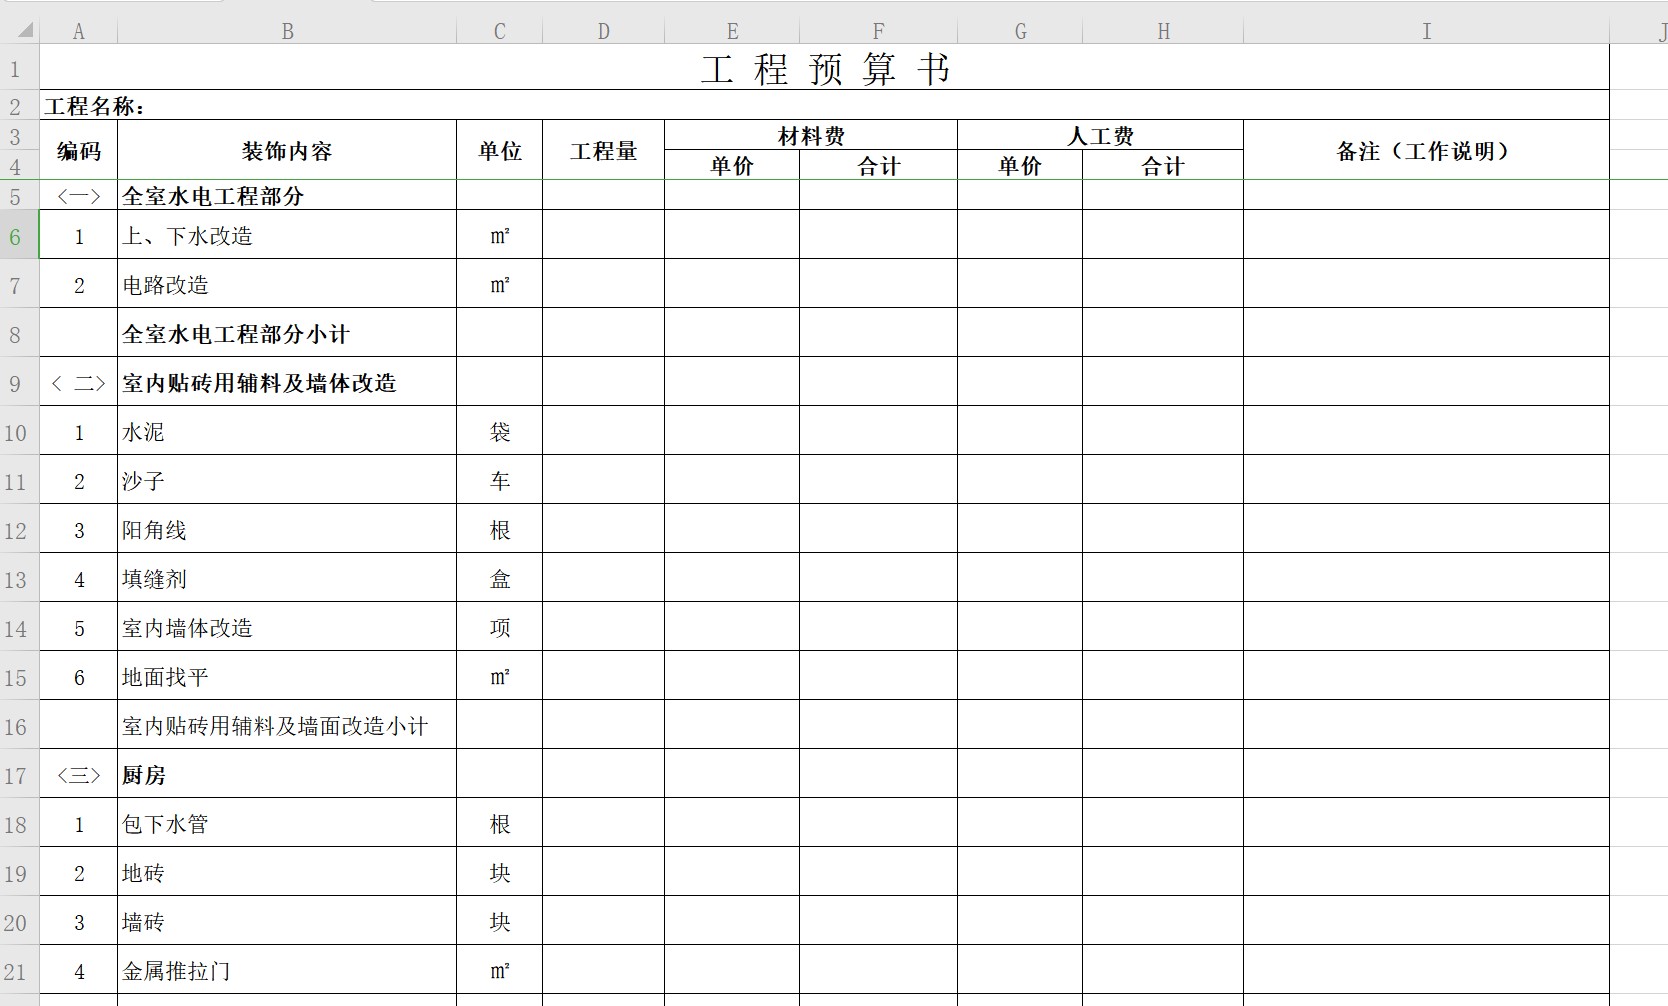 A B C D E F G H I J
1 工 程 预 算 书
2 工程名称：
3 编码 装饰内容 单位 工程量 材料费 人工费 备注（工作说明）
4 单价 合计 单价 合计
5 〈一〉 全室水电工程部分
6 1 上、下水改造 ㎡
7 2 电路改造 ㎡
8 全室水电工程部分小计
9 〈 二〉 室内贴砖用辅料及墙体改造
10 1 水泥 袋
11 2 沙子 车
12 3 阳角线 根
13 4 填缝剂 盒
14 5 室内墙体改造 项
15 6 地面找平 ㎡
16 室内贴砖用辅料及墙面改造小计
17 〈三〉 厨房
18 1 包下水管 根
19 2 地砖 块
20 3 墙砖 块
21 4 金属推拉门 ㎡